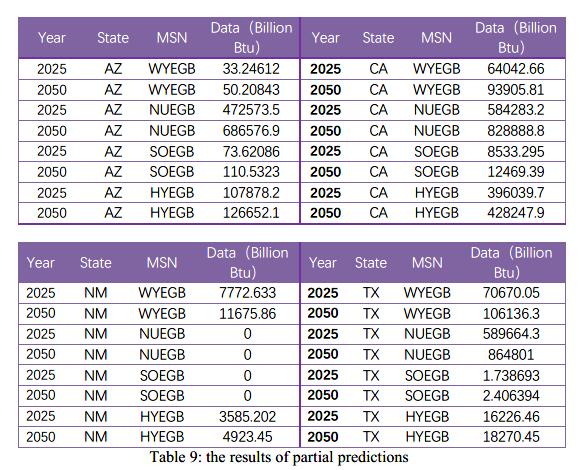 Year State MSN Data（Billion Btu） Year State MSN Data（Billion Btu）
2025 AZ WYEGB 33.24612 2025 CA WYEGB 64042.66
2050 AZ WYEGB 50.20843 2050 CA WYEGB 93905.81
2025 AZ NUEGB 472573.5 2025 CA NUEGB 584283.2
2050 AZ NUEGB 686576.9 2050 CA NUEGB 828888.8
2025 AZ SOEGB 73.62086 2025 CA SOEGB 8533.295
2050 AZ SOEGB 110.5323 2050 CA SOEGB 12469.39
2025 AZ HYEGB 107878.2 2025 CA HYEGB 396039.7
2050 AZ HYEGB 126652.1 2050 CA HYEGB 428247.9
Year State MSN Data（Billion Btu） Year State MSN Data（Billion Btu）
2025 NM WYEGB 7772.633 2025 TX WYEGB 70670.05
2050 NM WYEGB 11675.86 2050 TX WYEGB 106136.3
2025 NM NUEGB 0 2025 TX NUEGB 589664.3
2050 NM NUEGB 0 2050 TX NUEGB 864801
2025 NM SOEGB 0 2025 TX SOEGB 1.738693
2050 NM SOEGB 0 2050 TX SOEGB 2.406394
2025 NM HYEGB 3585.202 2025 TX HYEGB 16226.46
2050 NM HYEGB 4923.45 2050 TX HYEGB 18270.45
Table 9: the results of partial predictions